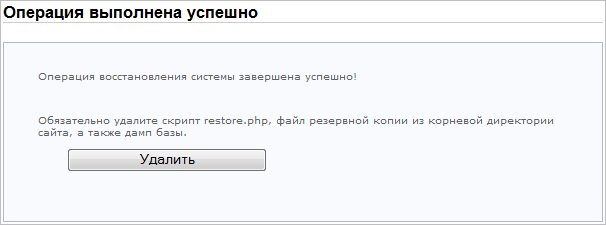 Операция выполнена успешно
Операция восстановления системы завершена успешно!
Обязательно удалите скрипт restore.php, файл резервной копии из корневой директории
сайта, а также дамп базы.
Удалить